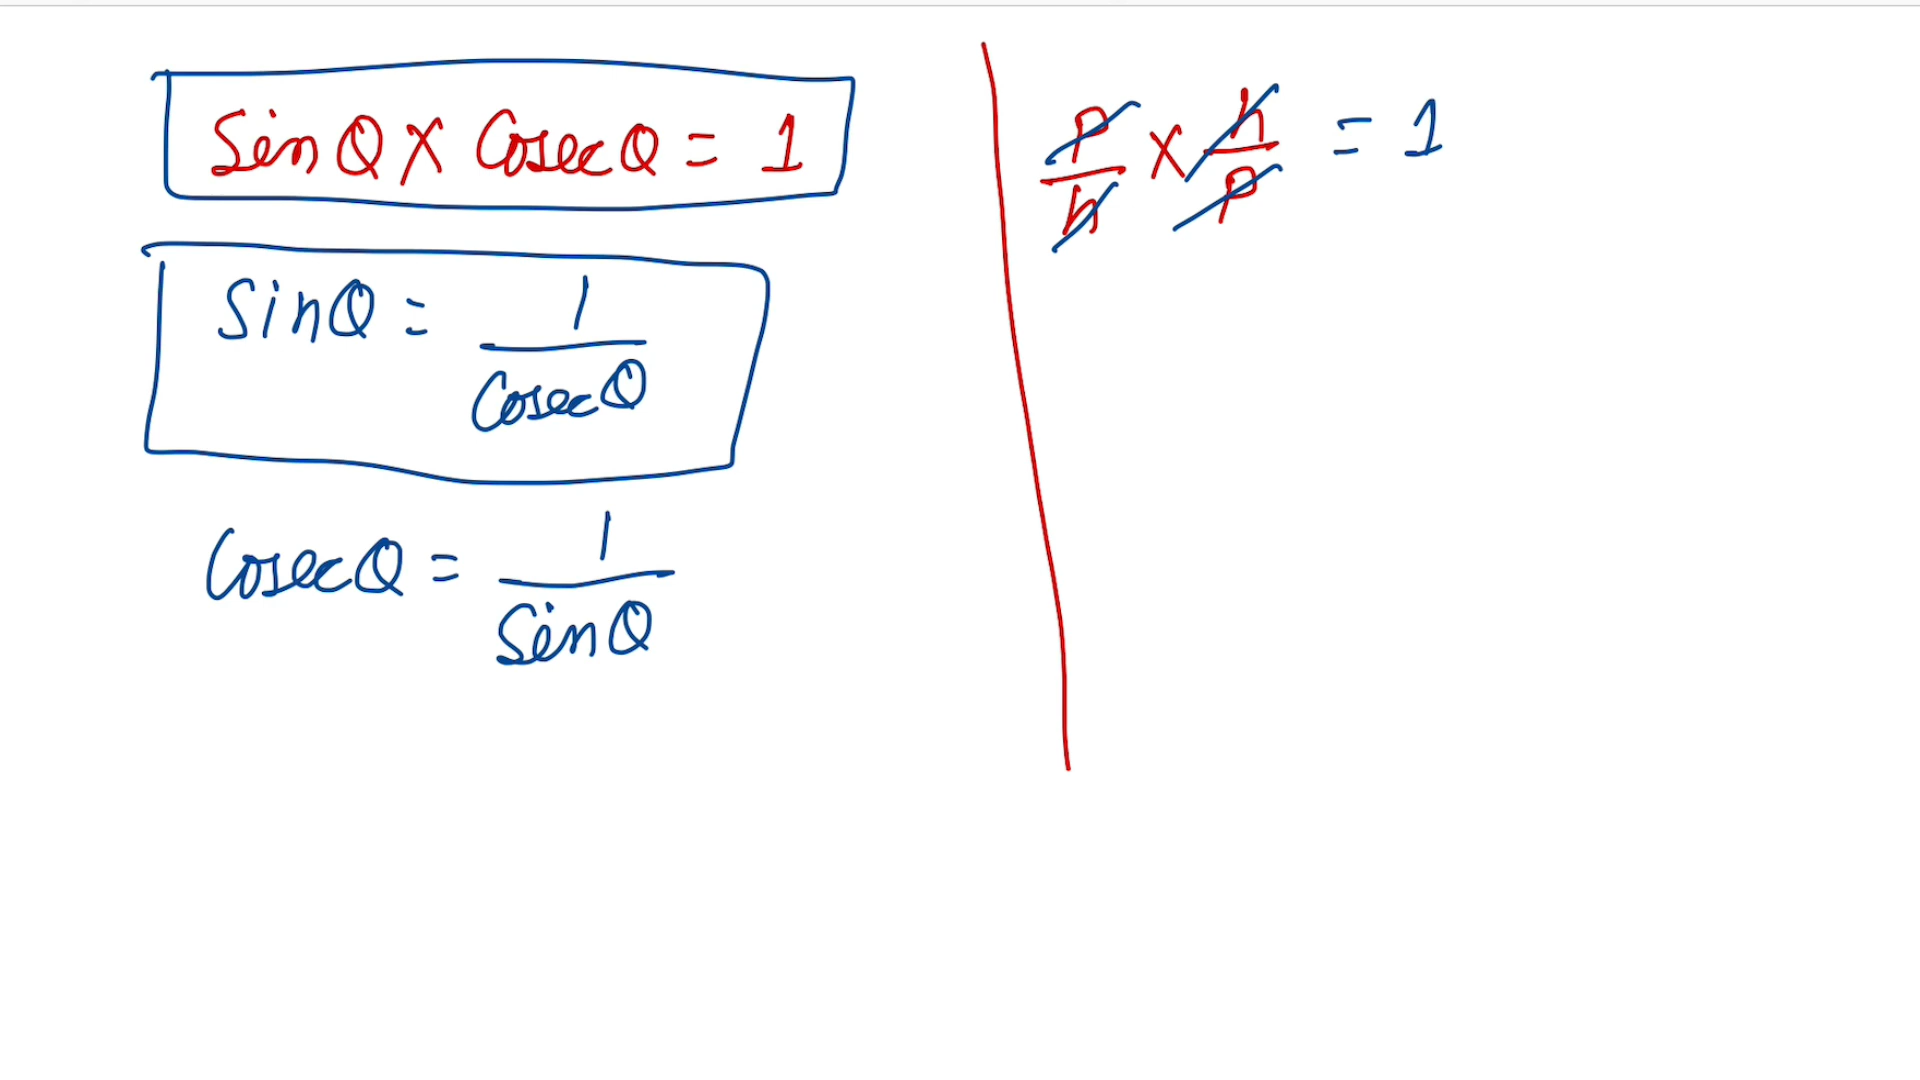 Sin θ × Cosec θ = 1
Sin θ = 1 / Cosec θ
Cosec θ = 1 / Sin θ
p/h × h/p = 1